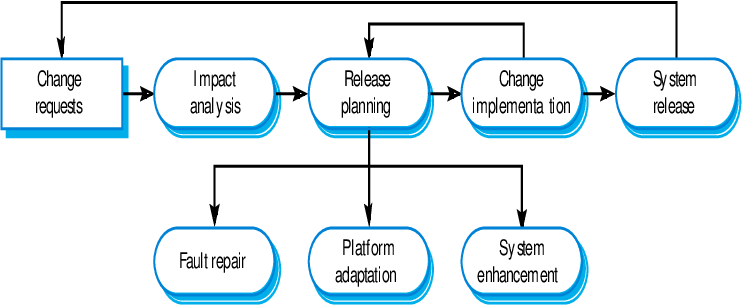 Change
requests
Impact
analysis
Release
planning
Change
implementation
System
release
Fault repair
Platform
adaptation
System
enhancement